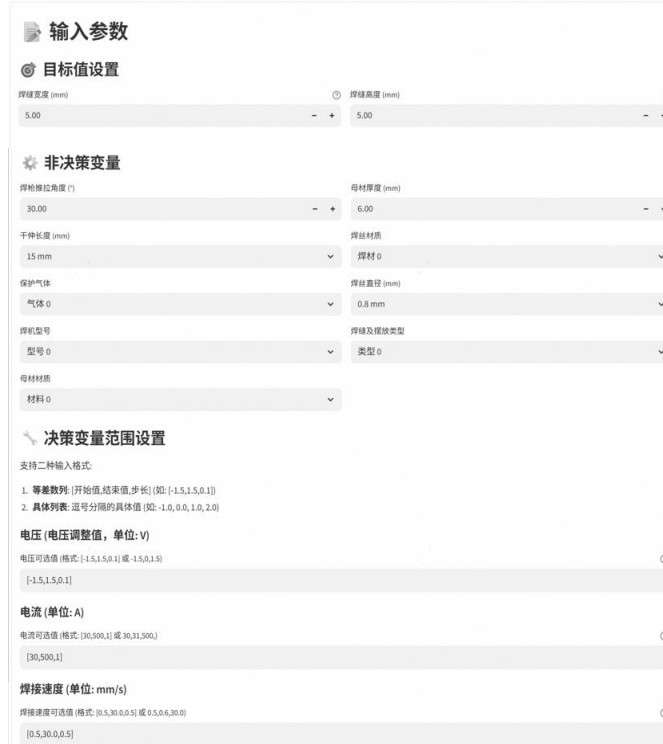 输入参数
目标值设置
焊缝宽度 (mm) 焊缝高度 (mm)
5.00 − + 5.00 −
非决策变量
焊枪推拉角度 (°) 母材厚度 (mm)
30.00 − + 6.00 −
干伸长度 (mm) 焊丝材质
15 mm 焊材 0
保护气体 焊丝直径 (mm)
气体 0 0.8 mm
焊机型号 焊缝及摆放类型
型号 0 类型 0
母材材质
材料 0
决策变量范围设置
支持二种输入格式:
1. 等差数列: [开始值,结束值,步长] (如: [-1.5,1.5,0.1])
2. 具体列表: 逗号分隔的具体值 (如: -1.0, 0.0, 1.0, 2.0)
电压 (电压调整值，单位: V)
电压可选值 (格式: [-1.5,1.5,0.1] 或 -1.5,0,1.5)
[-1.5,1.5,0.1]
电流 (单位: A)
电流可选值 (格式: [30,500,1] 或 30,31,500,)
[30,500,1]
焊接速度 (单位: mm/s)
焊接速度可选值 (格式: [0.5,30.0,0.5] 或 0.5,0.6,30.0)
[0.5,30.0,0.5]